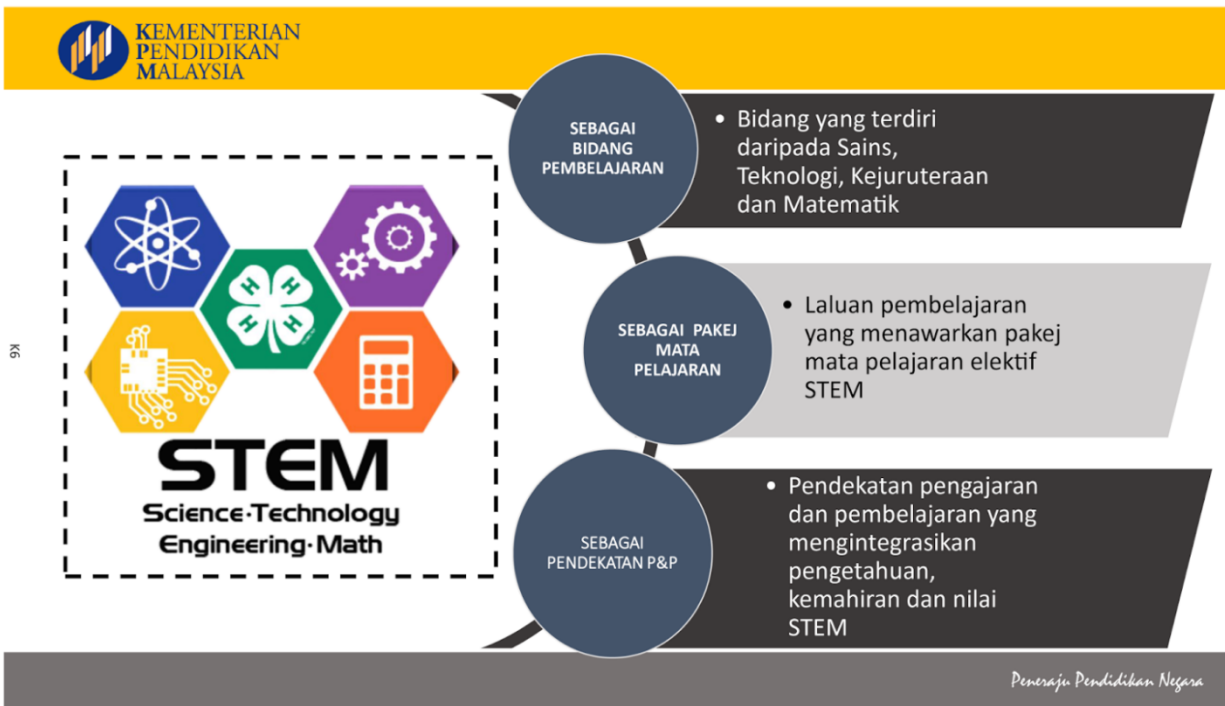 KEMENTERIAN
PENDIDIKAN
MALAYSIA
SEBAGAI
BIDANG
PEMBELAJARAN
• Bidang yang terdiri
daripada Sains,
Teknologi, Kejuruteraan
dan Matematik
H H
H H
STEM
Science·Technology
Engineering·Math
K6
SEBAGAI PAKEJ
MATA
PELAJARAN
• Laluan pembelajaran
yang menawarkan pakej
mata pelajaran elektif
STEM
SEBAGAI
PENDEKATAN P&P
• Pendekatan pengajaran
dan pembelajaran yang
mengintegrasikan
pengetahuan,
kemahiran dan nilai
STEM
Peneraju Pendidikan Negara